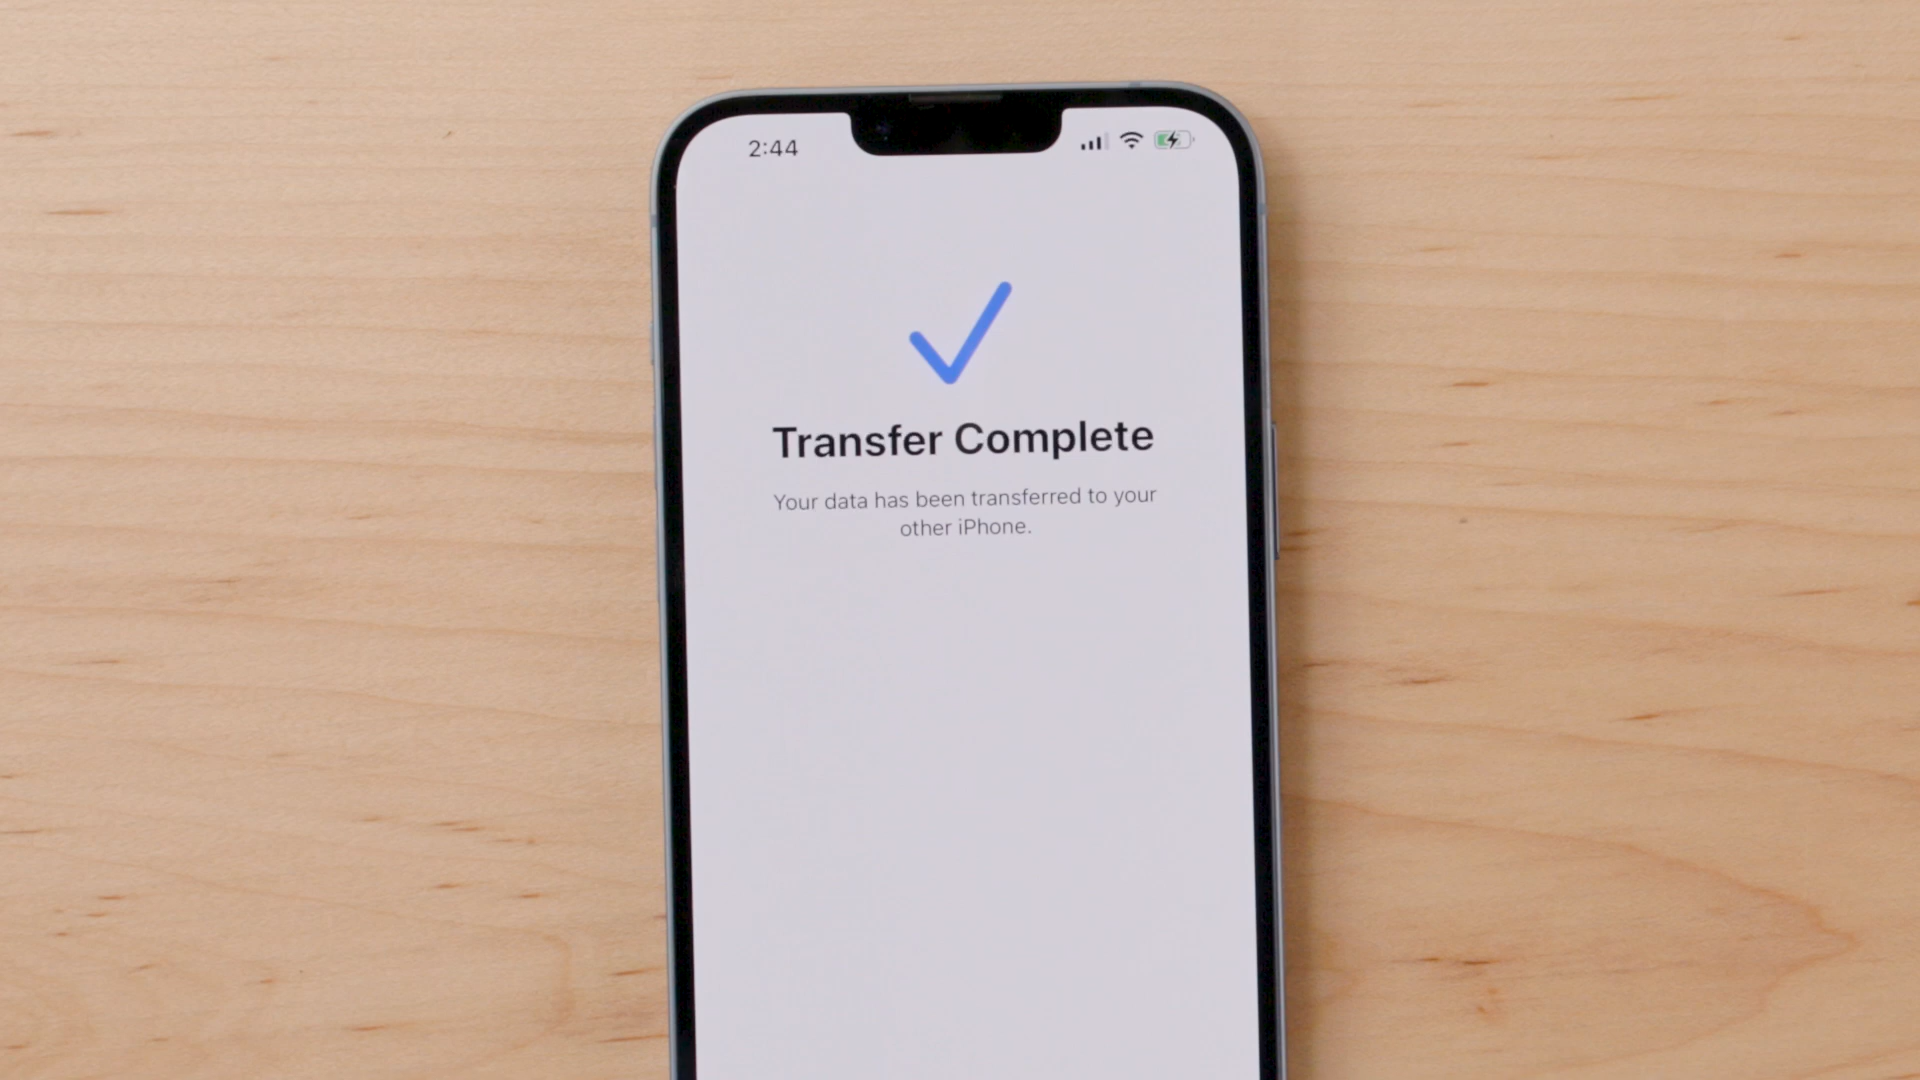 2:44
Transfer Complete
Your data has been transferred to your
other iPhone.